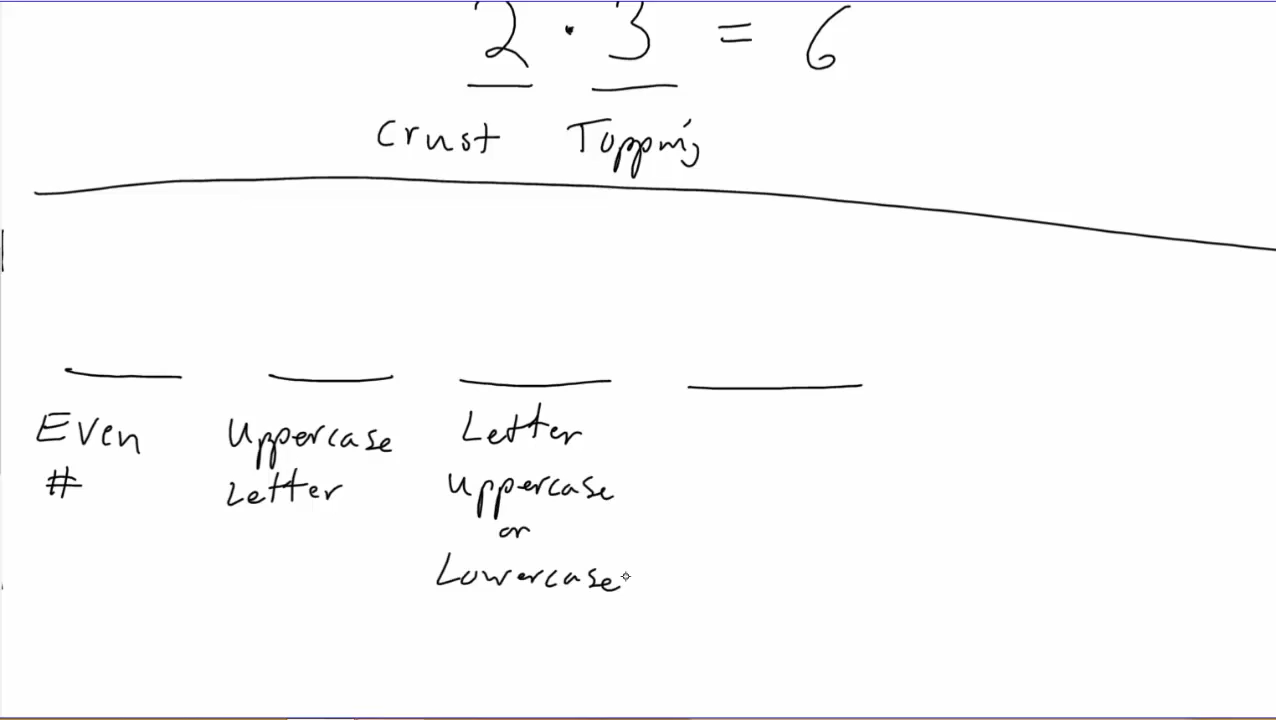 2 · 3 = 6
Crust Topping
Even Uppercase Letter
# Letter Uppercase
or
Lowercase